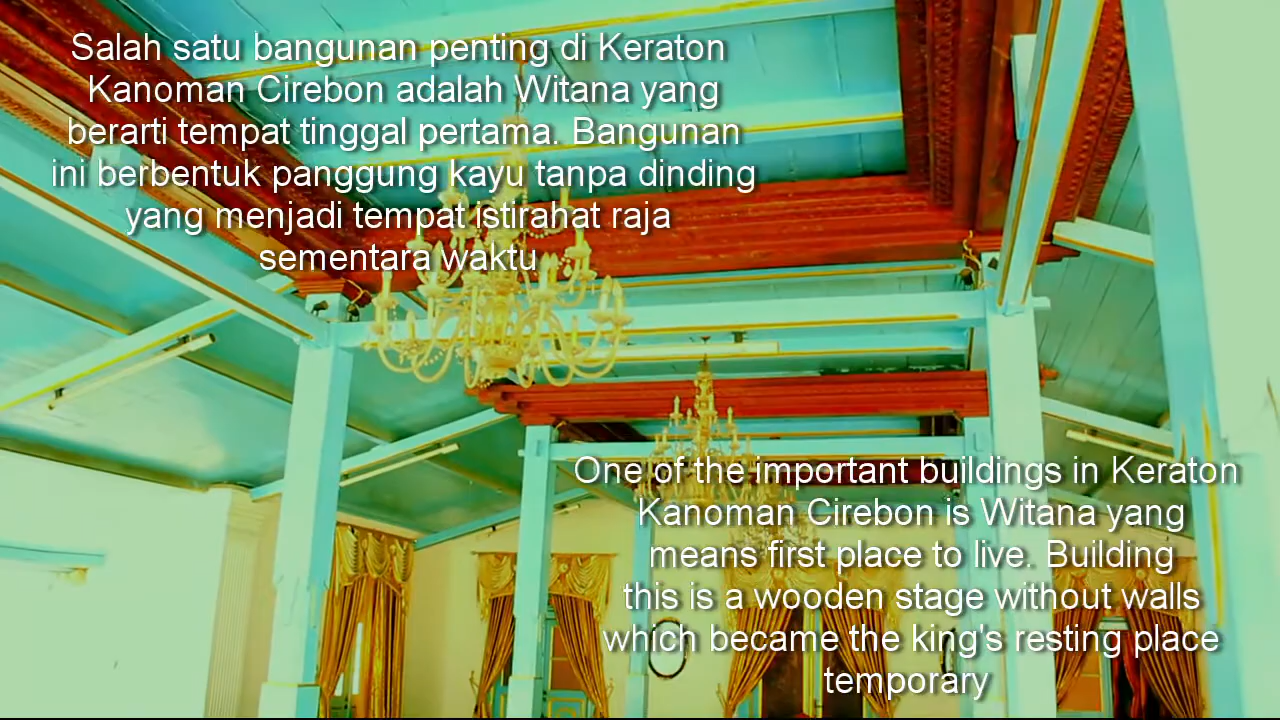 Salah satu bangunan penting di Keraton
Kanoman Cirebon adalah Witana yang
berarti tempat tinggal pertama. Bangunan
ini berbentuk panggung kayu tanpa dinding
yang menjadi tempat istirahat raja
sementara waktu
One of the important buildings in Keraton
Kanoman Cirebon is Witana yang
means first place to live. Building
this is a wooden stage without walls
which became the king's resting place
temporary